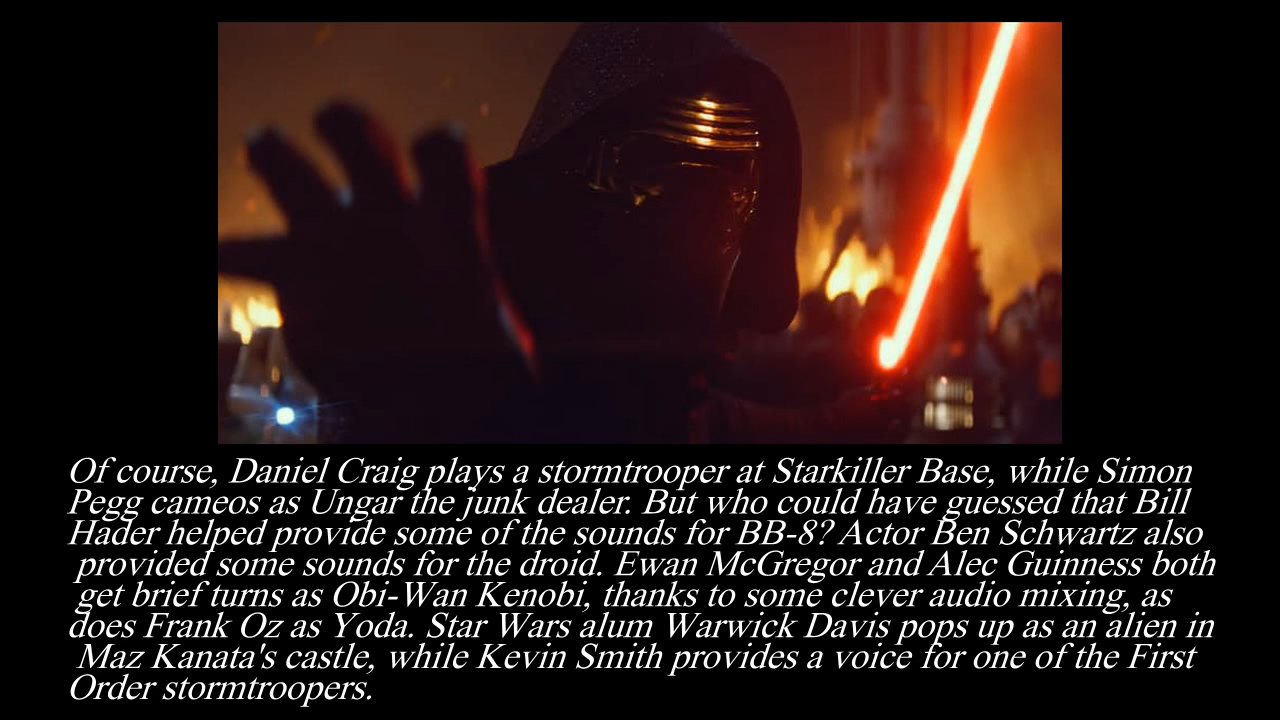 Of course, Daniel Craig plays a stormtrooper at Starkiller Base, while Simon
Pegg cameos as Ungar the junk dealer. But who could have guessed that Bill
Hader helped provide some of the sounds for BB-8? Actor Ben Schwartz also
provided some sounds for the droid. Ewan McGregor and Alec Guinness both
get brief turns as Obi-Wan Kenobi, thanks to some clever audio mixing, as
does Frank Oz as Yoda. Star Wars alum Warwick Davis pops up as an alien in
Maz Kanata's castle, while Kevin Smith provides a voice for one of the First
Order stormtroopers.